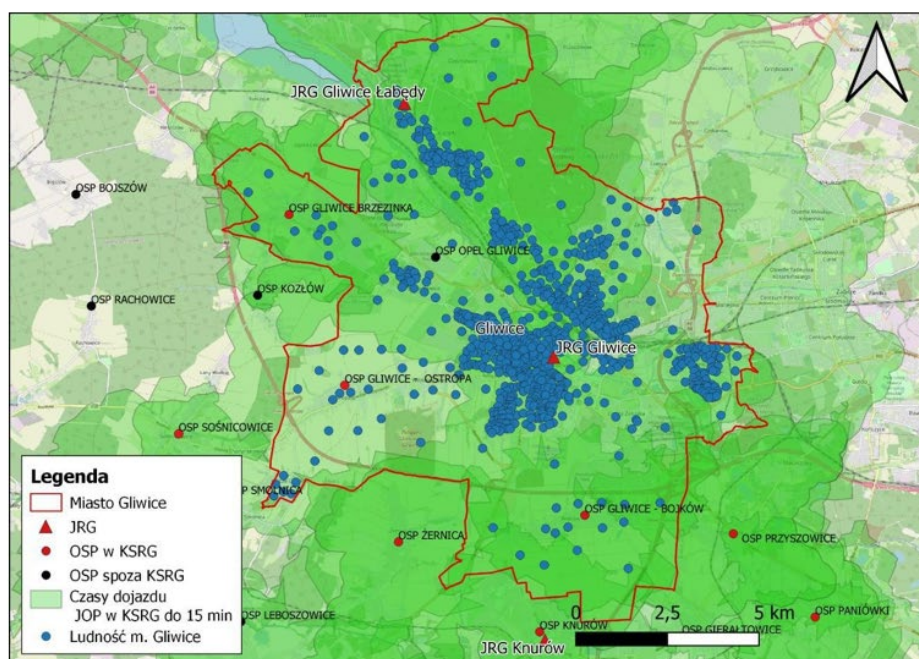 JRG Gliwice Łabędy
OSP BOJSZÓW
OSP GLIWICE BRZEZINKA
OSP OPEL GLIWICE
OSP KOZŁÓW
OSP RACHOWICE
Gliwice
JRG Gliwice
OSP GLIWICE - OSTROPA
OSP SOŚNICOWICE
Legenda
Miasto Gliwice
JRG
OSP w KSRG
OSP spoza KSRG
Czasy dojazdu
JOP w KSRG do 15 min
Ludność m. Gliwice
P SMOLNICA
OSP GLIWICE - BOJKÓW
OSP ŻERNICA
OSP PRZYSZOWICE
OSP LEBOSZOWICE
0 2,5 5 km
OSP PANIÓWKI
OSP KNURÓW
OSP GIERAŁTOWICE
JRG Knurów